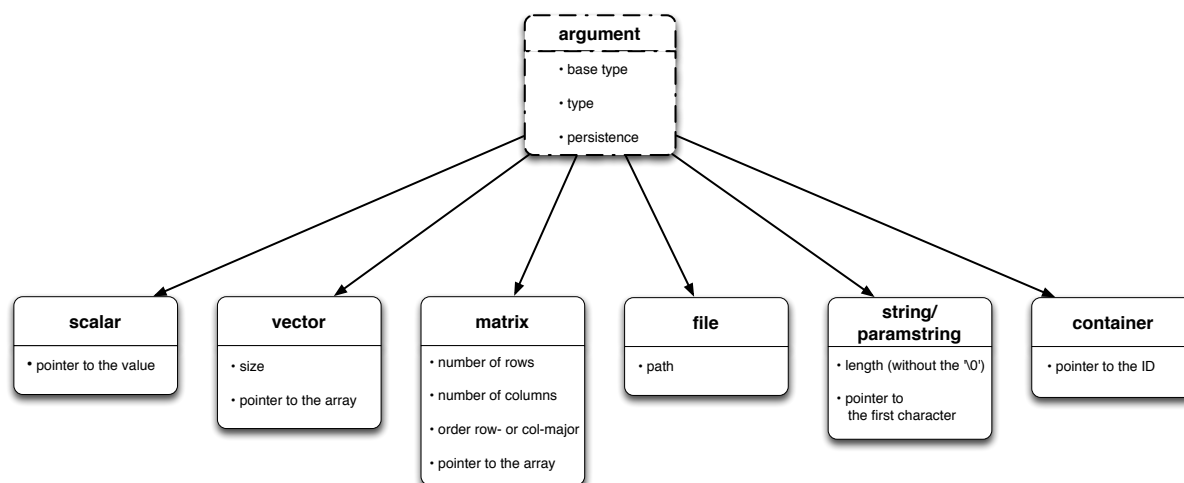 argument
• base type
• type
• persistence
scalar
• pointer to the value
vector
• size
• pointer to the array
matrix
• number of rows
• number of columns
• order row- or col-major
• pointer to the array
file
• path
string/
paramstring
• length (without the '\0')
• pointer to
the first character
container
• pointer to the ID